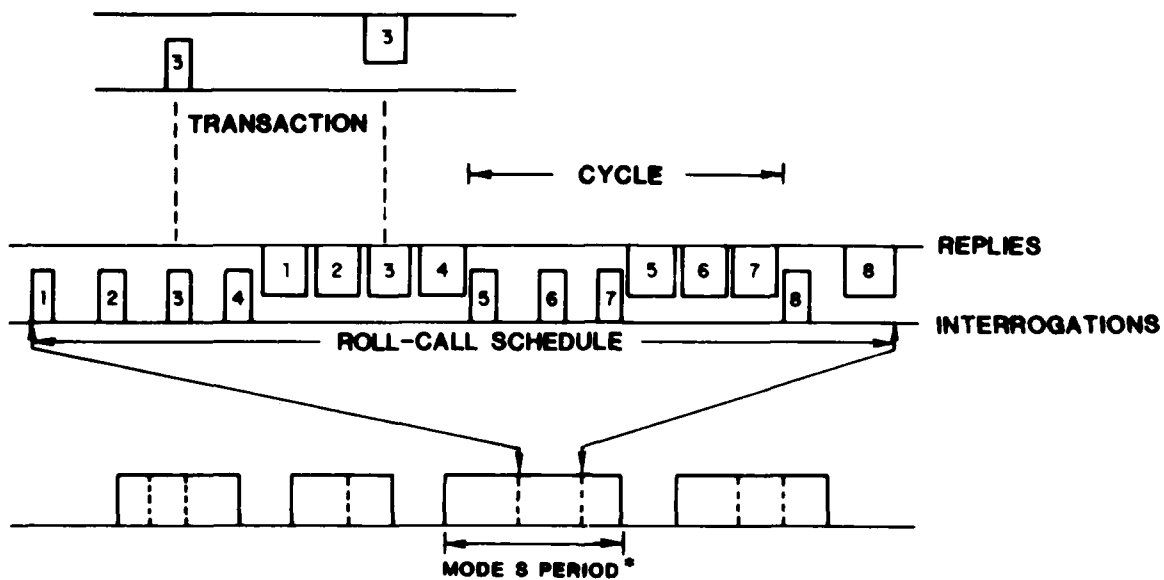 3
3
TRANSACTION
CYCLE
REPLIES
1 2 3 4 5 6 7 8
1 2 3 4 5 6 7 8
INTERROGATIONS
ROLL-CALL SCHEDULE
MODE S PERIOD*